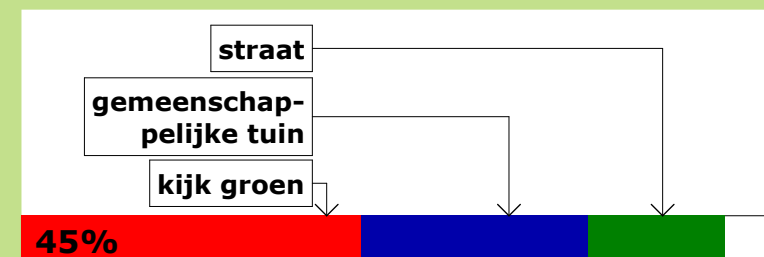 straat
gemeenschap-
pelijke tuin
kijk groen
45%